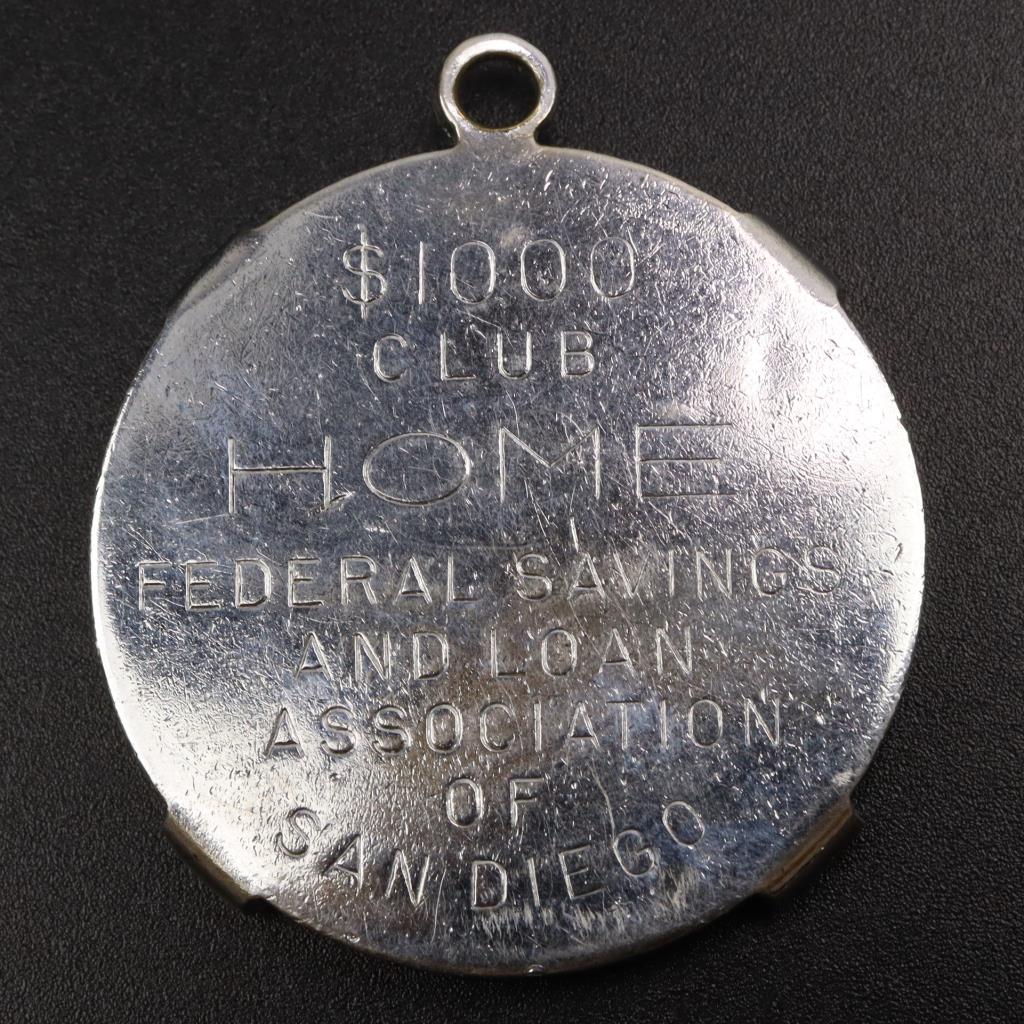 $1000
CLUB
HOME
FEDERAL SAVINGS
AND LOAN
ASSOCIATION
OF
SAN DIEGO